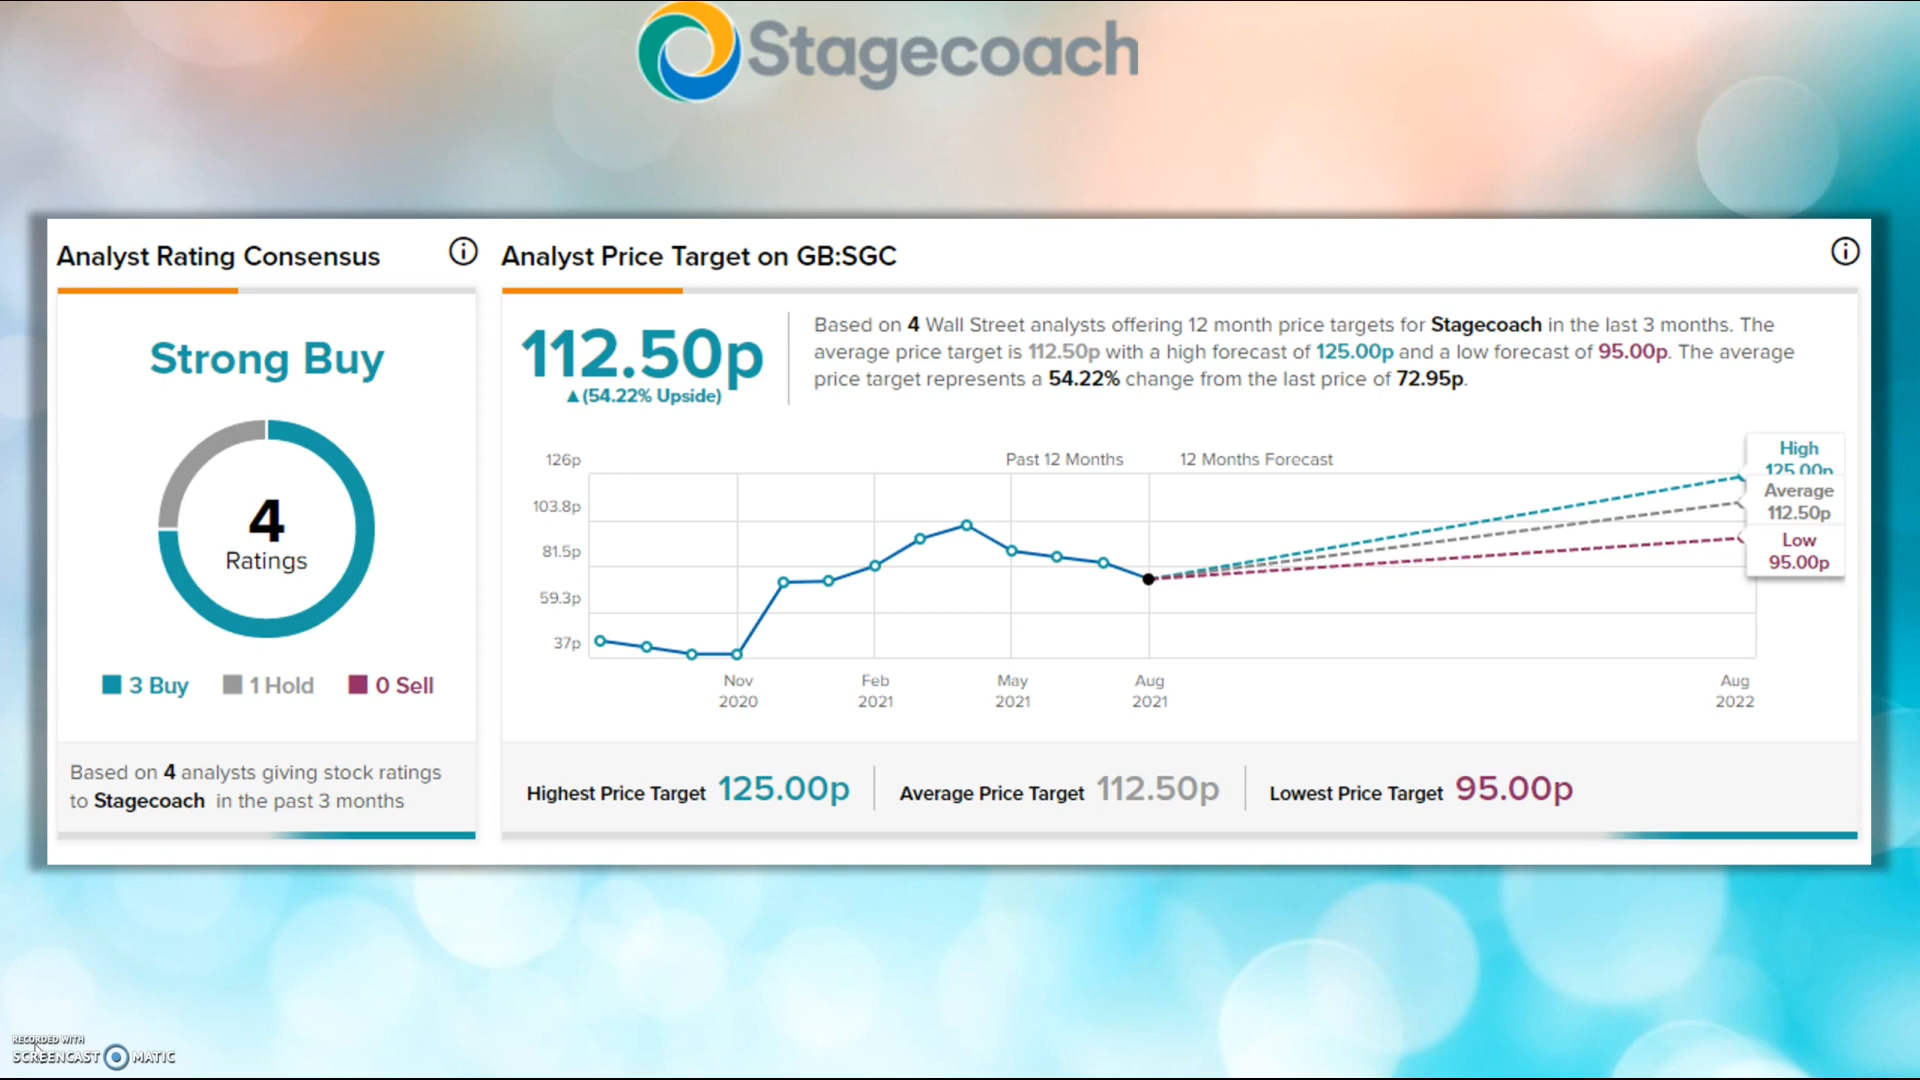 Stagecoach
Analyst Rating Consensus
Strong Buy
4
Ratings
3 Buy
1 Hold
0 Sell
Based on 4 analysts giving stock ratings
to Stagecoach in the past 3 months
Analyst Price Target on GB:SGC
112.50p
▲(54.22% Upside)
Based on 4 Wall Street analysts offering 12 month price targets for Stagecoach in the last 3 months. The
average price target is 112.50p with a high forecast of 125.00p and a low forecast of 95.00p. The average
price target represents a 54.22% change from the last price of 72.95p.
Past 12 Months
12 Months Forecast
126p
103.8p
81.5p
59.3p
37p
High
125.00p
Average
112.50p
Low
95.00p
Nov
2020
Feb
2021
May
2021
Aug
2021
Aug
2022
Highest Price Target 125.00p
Average Price Target 112.50p
Lowest Price Target 95.00p
RECORDED WITH
SCREENCAST MATIC